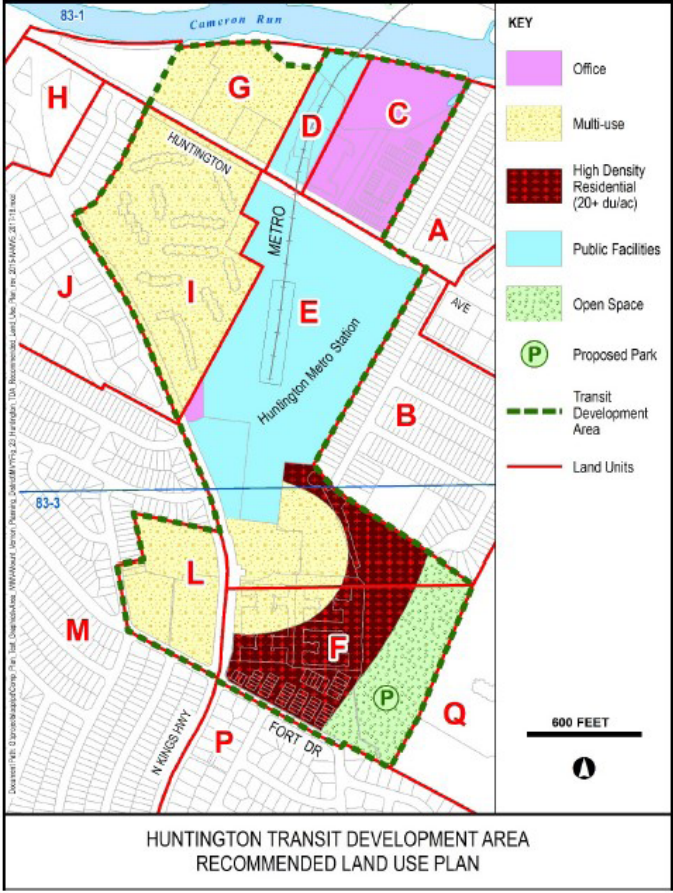 83-1
Cameron Run
KEY
Office
Multi-use
High Density
Residential
(20+ du/ac)
Public Facilities
Open Space
P
Proposed Park
Transit
Development
Area
Land Units
H
G
D
C
HUNTINGTON
METRO
A
J
I
E
AVE
Huntington Metro Station
B
83-3
L
M
F
P
Q
N KINGS HWY
P
FORT DR
600 FEET
HUNTINGTON TRANSIT DEVELOPMENT AREA
RECOMMENDED LAND USE PLAN